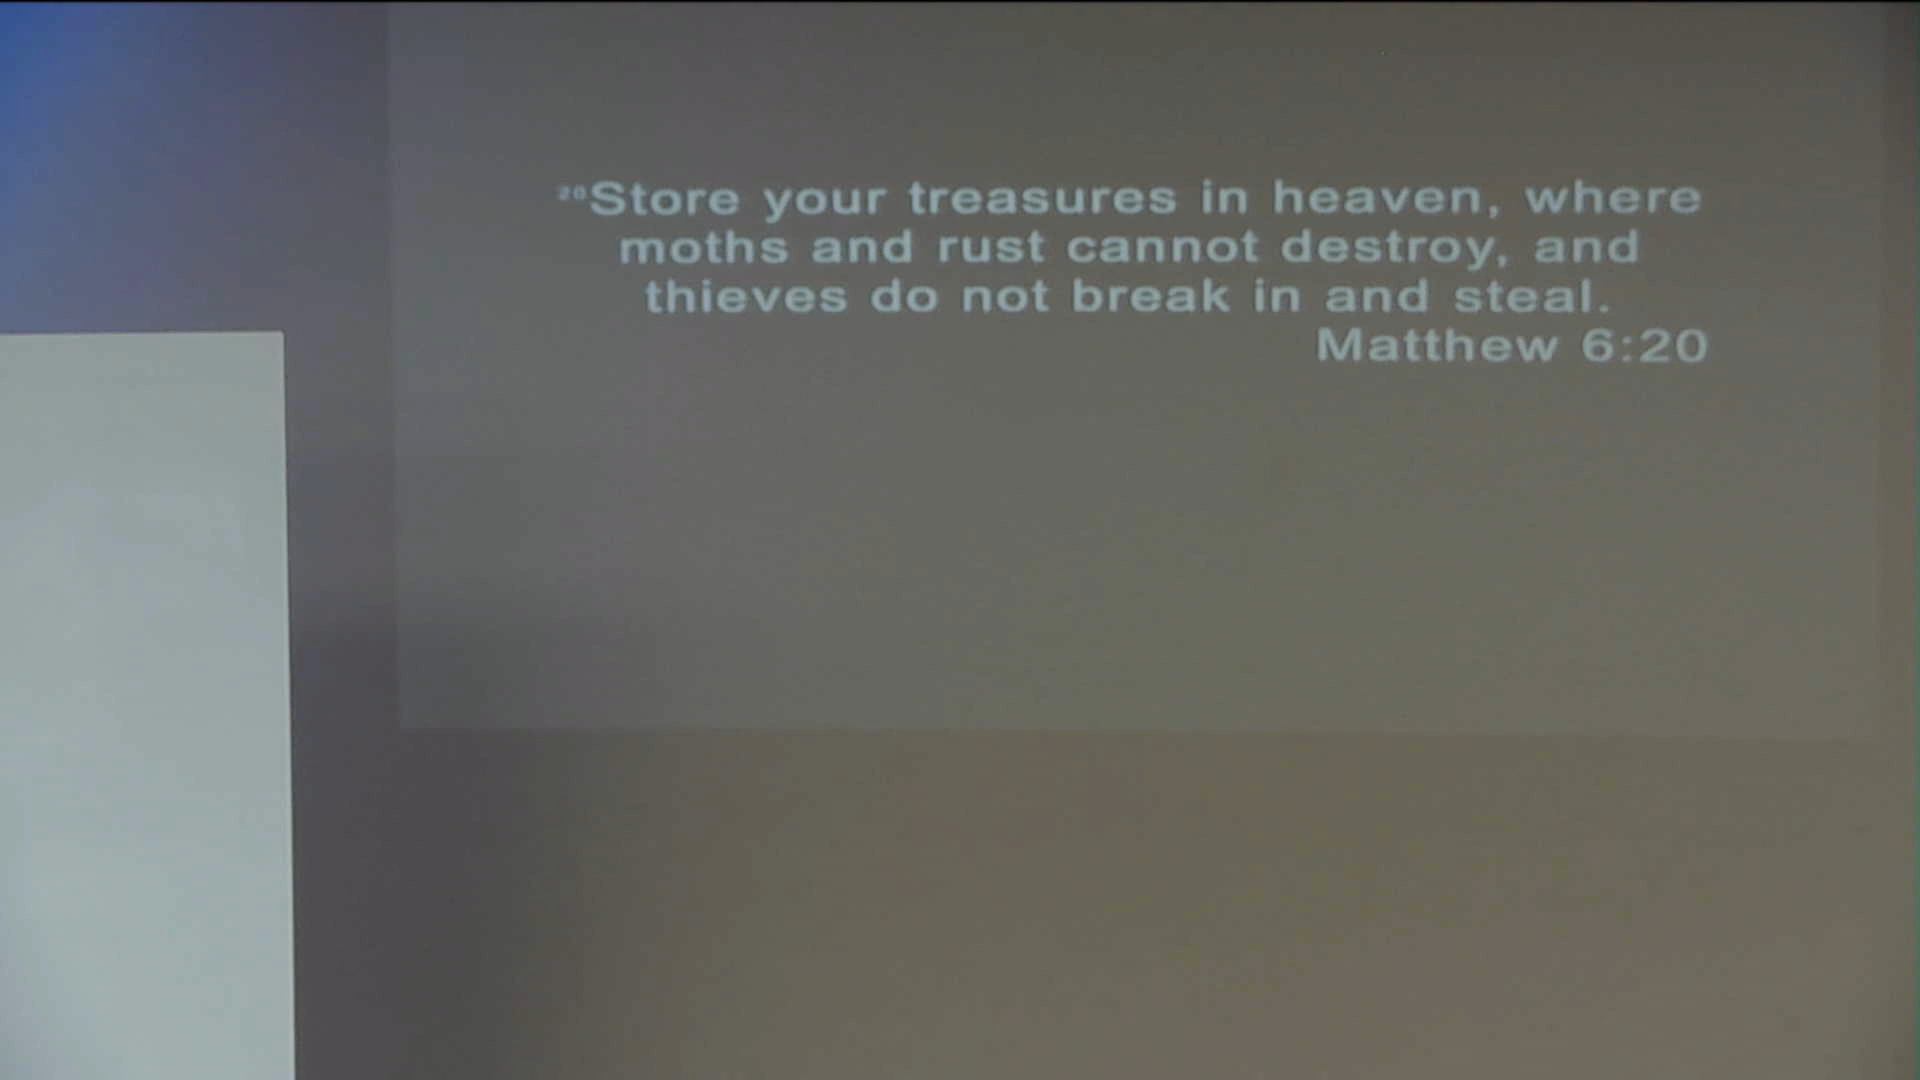 20Store your treasures in heaven, where
moths and rust cannot destroy, and
thieves do not break in and steal.
Matthew 6:20